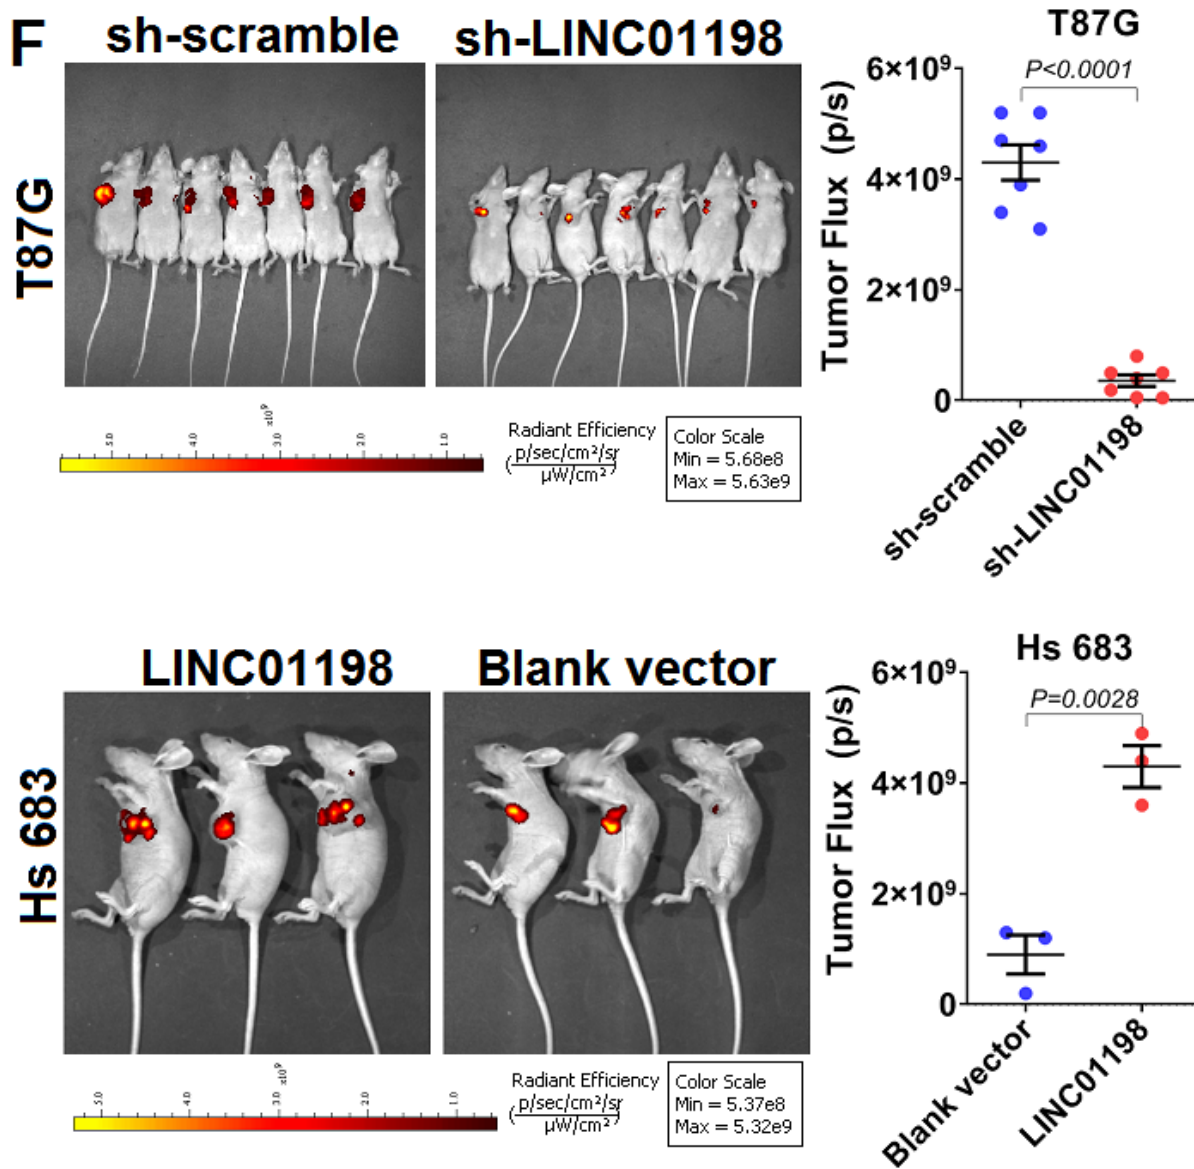 F
sh-scramble
sh-LINC01198
T87G
5.0
4.0
x10⁹
3.0
2.0
1.0
Radiant Efficiency
(p/sec/cm²/sr
µW/cm²)
Color Scale
Min = 5.68e8
Max = 5.63e9
T87G
P<0.0001
Tumor Flux (p/s)
6×10⁹
4×10⁹
2×10⁹
0
sh-scramble
sh-LINC01198
LINC01198
Blank vector
Hs 683
5.0
4.0
3.0
x10⁹
2.0
1.0
Radiant Efficiency
(p/sec/cm²/sr
µW/cm²)
Color Scale
Min = 5.37e8
Max = 5.32e9
Hs 683
P=0.0028
Tumor Flux (p/s)
6×10⁹
4×10⁹
2×10⁹
0
Blank vector
LINC01198